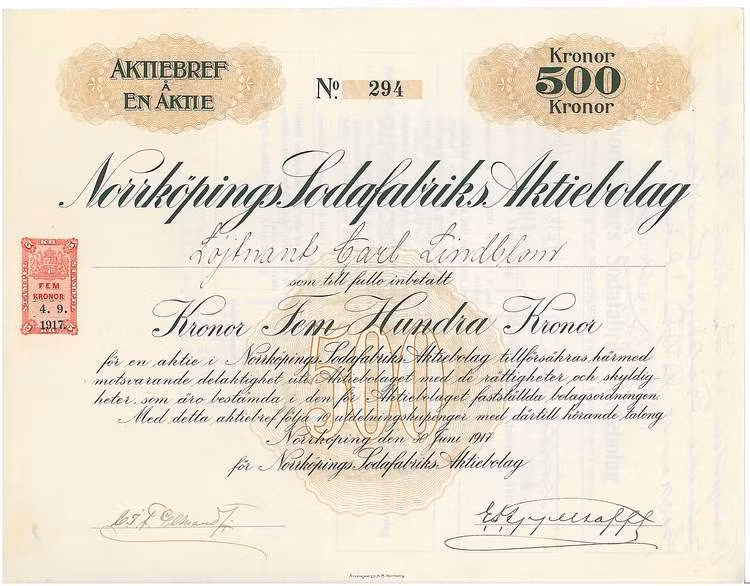 AKTIEBREF
Å
EN AKTIE
No. 294
Kronor
500
Kronor
Norrköpings Sodafabriks Aktiebolag
Löjtnant Carl Lindblom
som till fullo inbetalt
Kronor Fem Hundra Kronor
500
för en aktie i Norrköpings Sodafabriks Aktiebolag tillförsäkras härmed
motsvarande delaktighet uti Aktiebolaget med de rättigheter och skyldig-
heter, som äro bestämda i den för Aktiebolaget fastställda bolagsordningen.
Med detta aktiebref följa 10 utdelningskuponger med därtill hörande talong
Norrköping den 30 Juni 1917
för Norrköpings Sodafabriks Aktiebolag
FEM
KRONOR
4. 9.
1917.